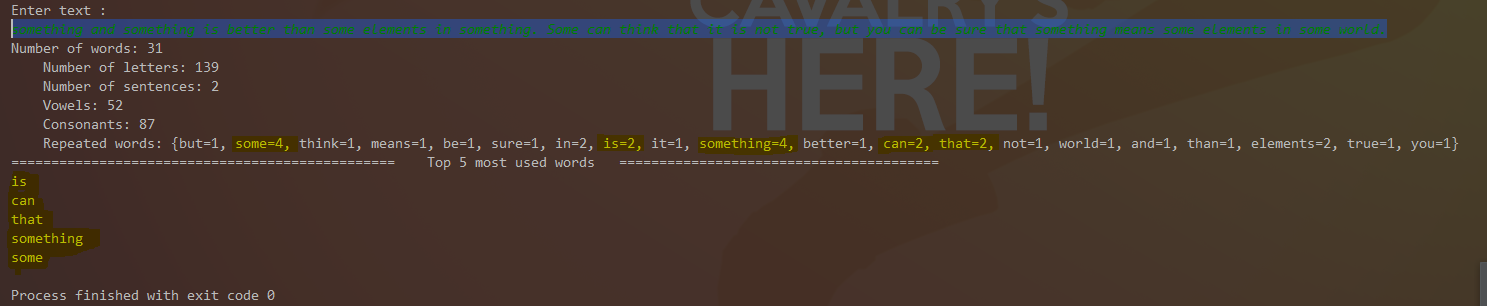 CAVALRY'S
HERE!
Enter text :
something and something is better than some elements in something. Some can think that it is not true, but you can be sure that something means some elements in some world.
Number of words: 31
Number of letters: 139
Number of sentences: 2
Vowels: 52
Consonants: 87
Repeated words: {but=1, some=4, think=1, means=1, be=1, sure=1, in=2, is=2, it=1, something=4, better=1, can=2, that=2, not=1, world=1, and=1, than=1, elements=2, true=1, you=1}
================================================ Top 5 most used words ========================================
is
can
that
something
some
Process finished with exit code 0